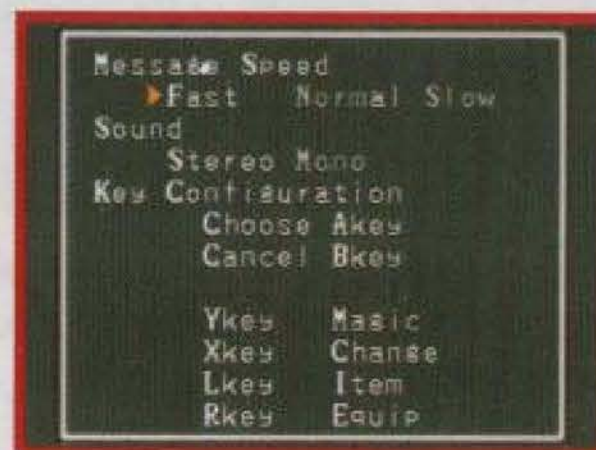 Message Speed
Fast Normal Slow
Sound
Stereo Mono
Key Configuration
Choose Akey
Cancel Bkey
Ykey Magic
Xkey Change
Lkey Item
Rkey Equip